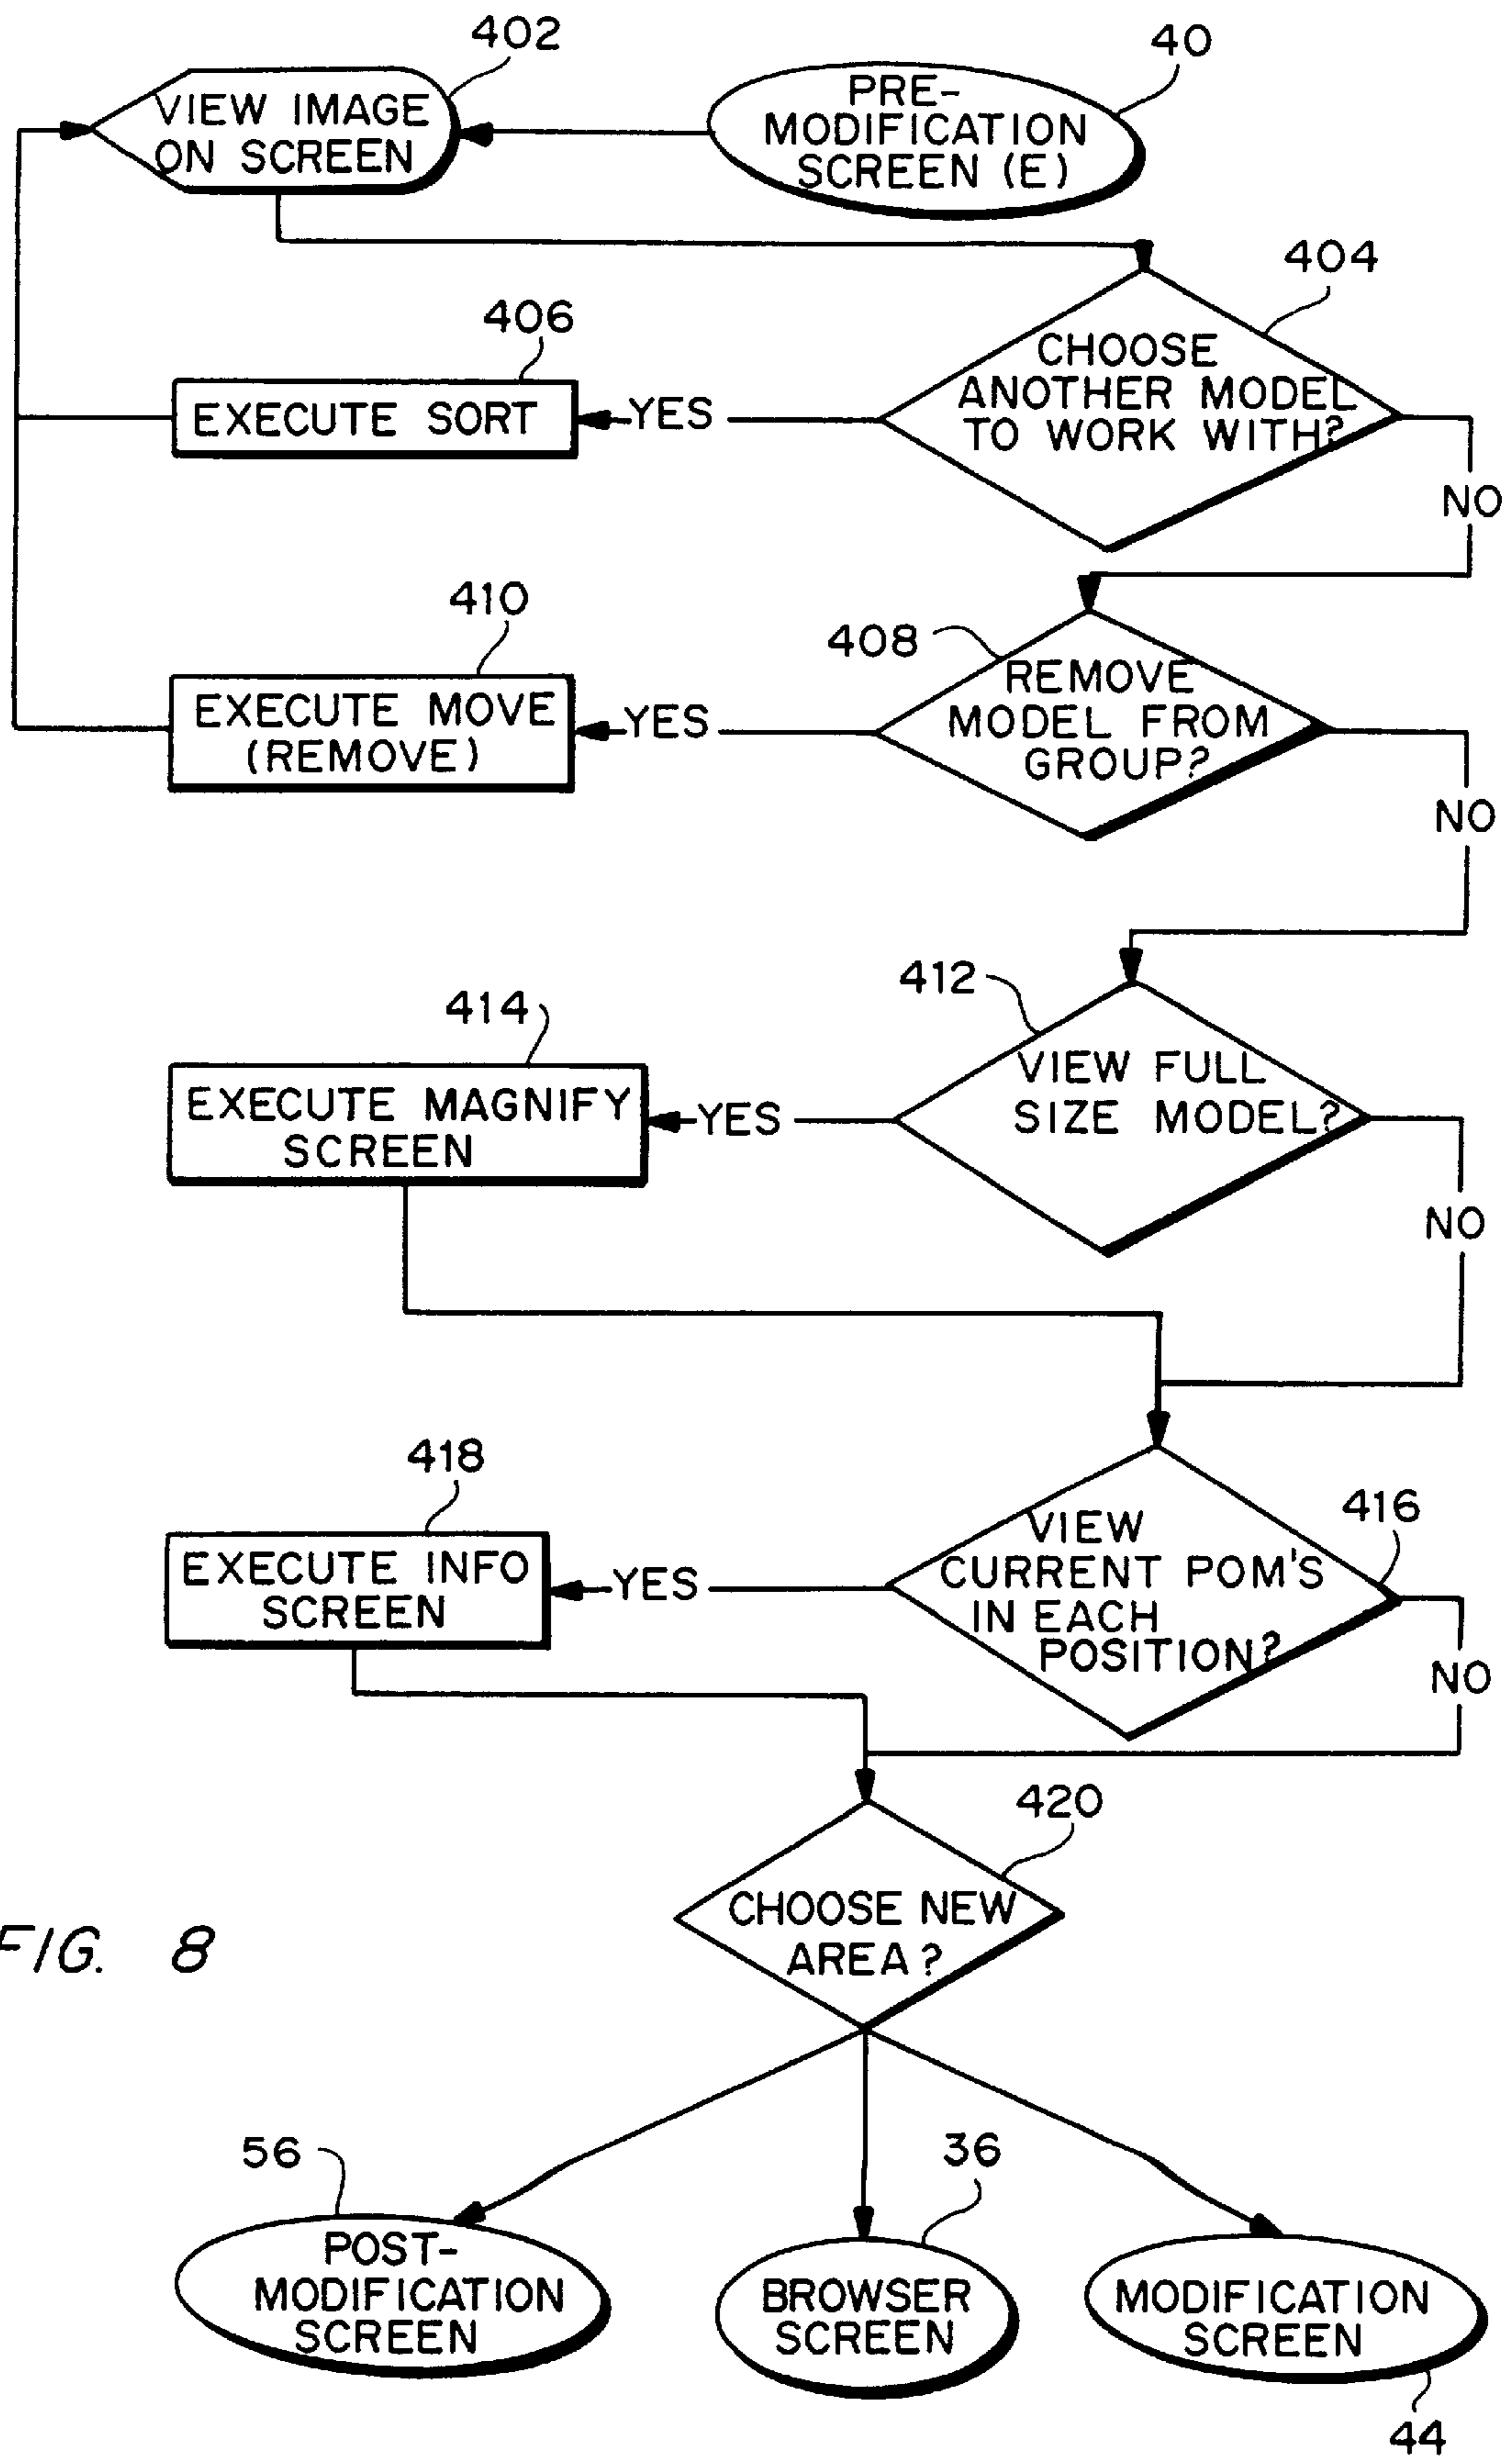 402
40
VIEW IMAGE
ON SCREEN
PRE-
MODIFICATION
SCREEN (E)
404
406
CHOOSE
ANOTHER MODEL
TO WORK WITH?
EXECUTE SORT
YES
NO
410
408
REMOVE
MODEL FROM
GROUP?
EXECUTE MOVE
(REMOVE)
YES
NO
412
414
VIEW FULL
SIZE MODEL?
EXECUTE MAGNIFY
SCREEN
YES
NO
418
416
VIEW
CURRENT POM'S
IN EACH
POSITION?
EXECUTE INFO
SCREEN
YES
NO
420
CHOOSE NEW
AREA?
FIG. 8
56
36
POST-
MODIFICATION
SCREEN
BROWSER
SCREEN
MODIFICATION
SCREEN
44